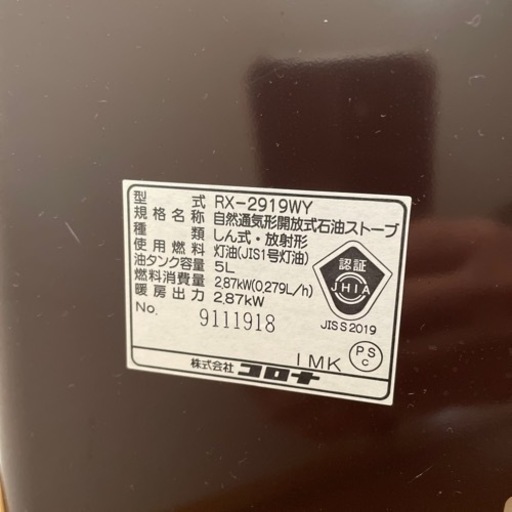 型式 RX-2919WY
規格名称 自然通気形開放式石油ストーブ
種類 しん式・放射形
使用燃料 灯油(JIS1号灯油)
油タンク容量 5L
燃料消費量 2.87kW(0.279L/h)
暖房出力 2.87kW
No. 9111918
認証
JHIA
JIS S 2019
1MK
PS
C
株式会社コロナ